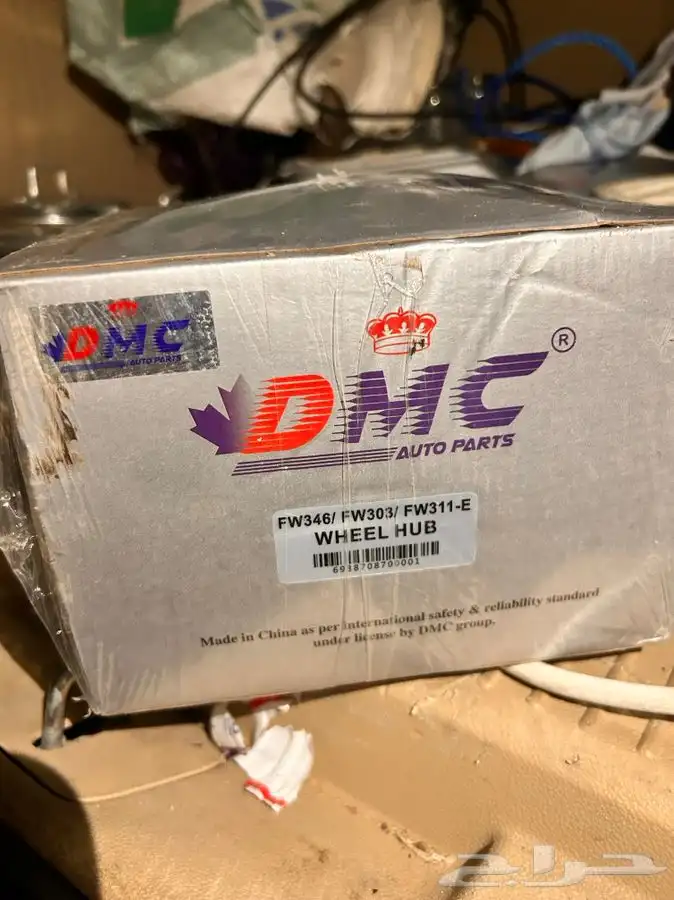 DMC
AUTO PARTS
DMC ®
AUTO PARTS
FW346/ FW303/ FW311-E
WHEEL HUB
6938708700001
Made in China as per international safety & reliability standard
under license by DMC group.
حراج